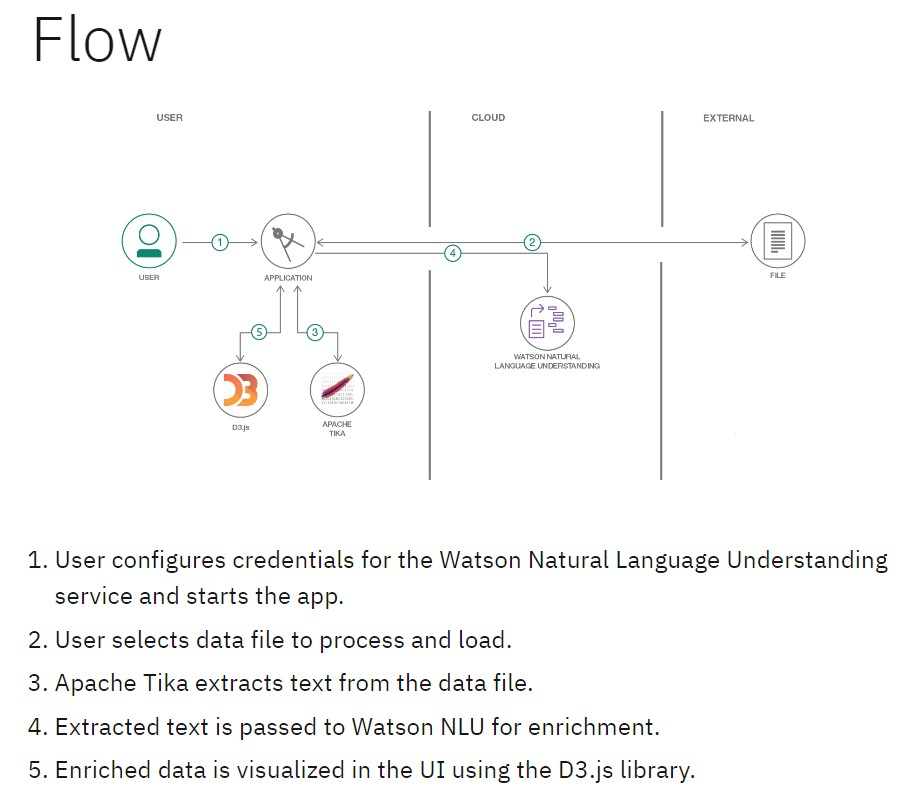 Flow
USER
CLOUD
EXTERNAL
1
2
4
USER
APPLICATION
FILE
5
3
WATSON NATURAL
LANGUAGE UNDERSTANDING
D3
D3.js
APACHE
TIKA
1. User configures credentials for the Watson Natural Language Understanding
service and starts the app.
2. User selects data file to process and load.
3. Apache Tika extracts text from the data file.
4. Extracted text is passed to Watson NLU for enrichment.
5. Enriched data is visualized in the UI using the D3.js library.